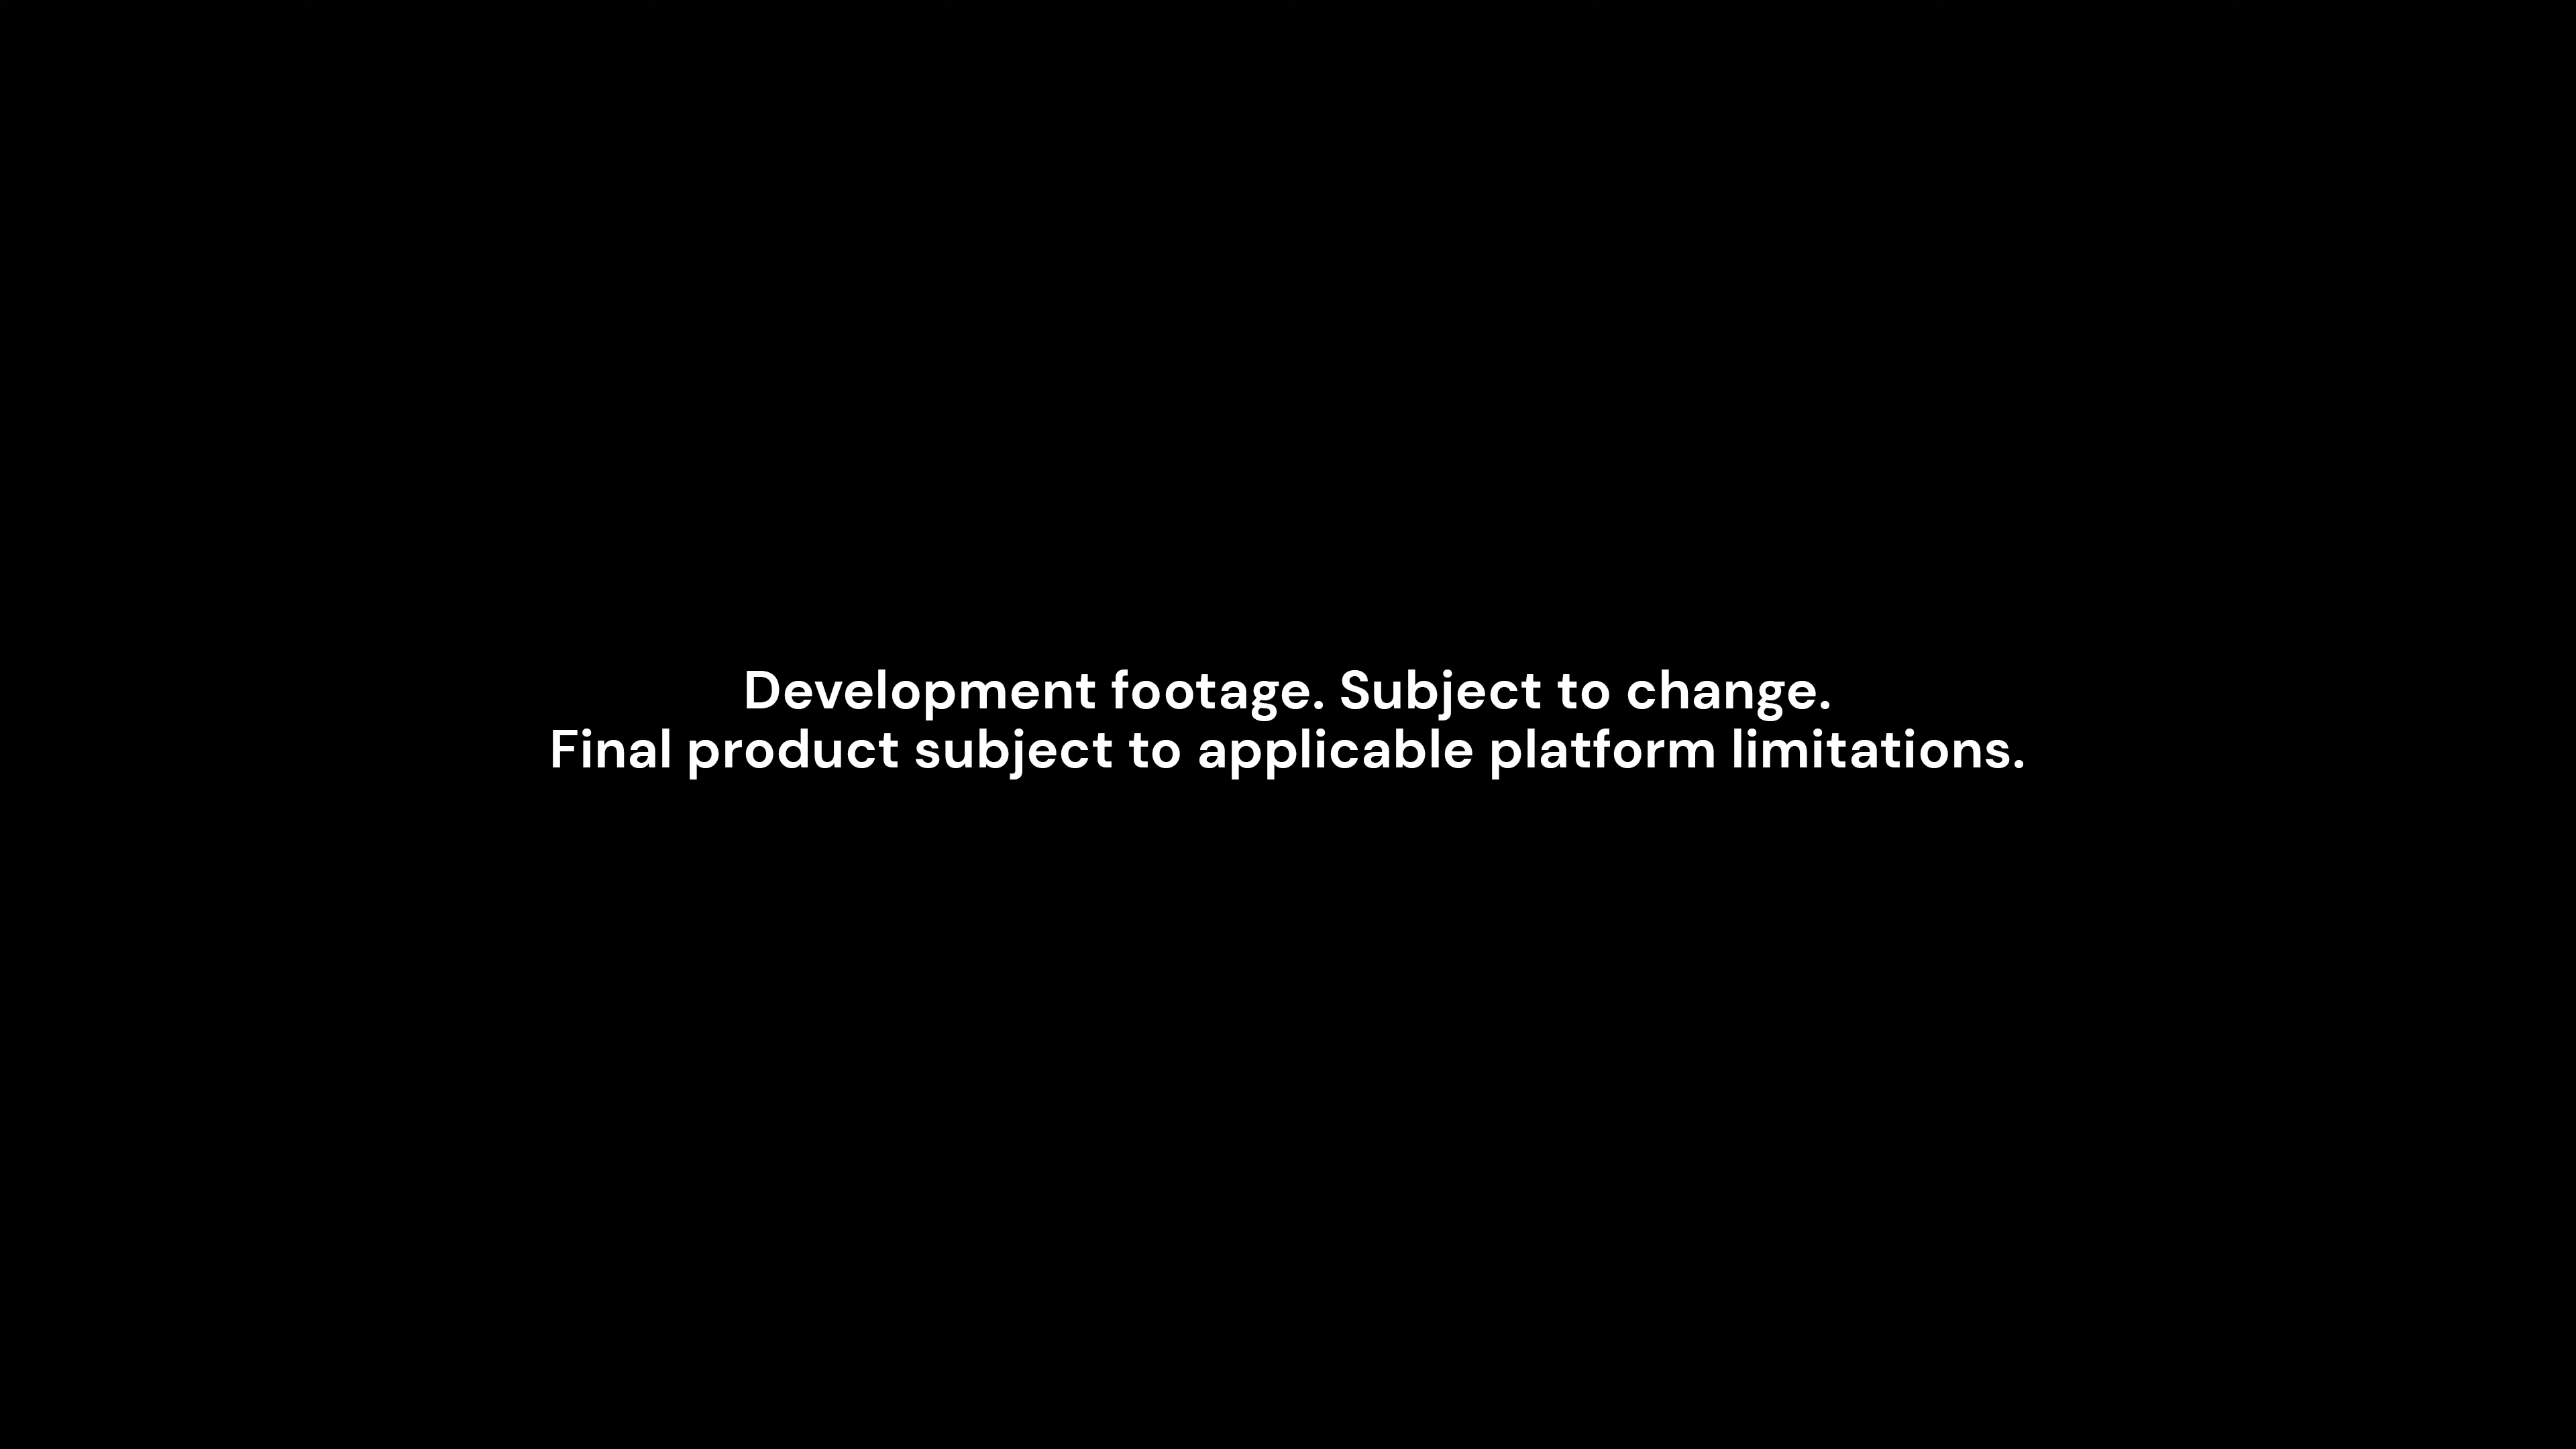 Development footage. Subject to change.
Final product subject to applicable platform limitations.